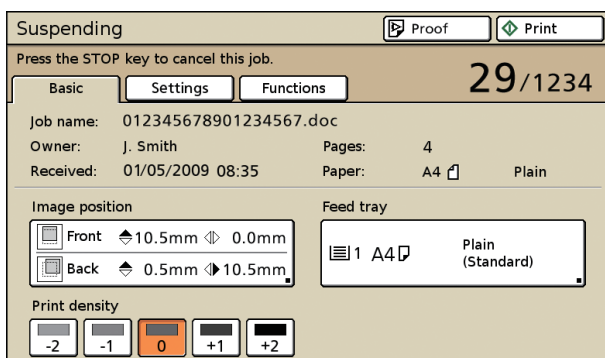 Suspending Proof Print
Press the STOP key to cancel this job.
29/1234
Basic Settings Functions
Job name: 012345678901234567.doc
Owner: J. Smith Pages: 4
Received: 01/05/2009 08:35 Paper: A4 Plain
Image position Feed tray
Front 10.5mm 0.0mm
Back 0.5mm 10.5mm
1 A4 Plain
(Standard)
Print density
-2 -1 0 +1 +2